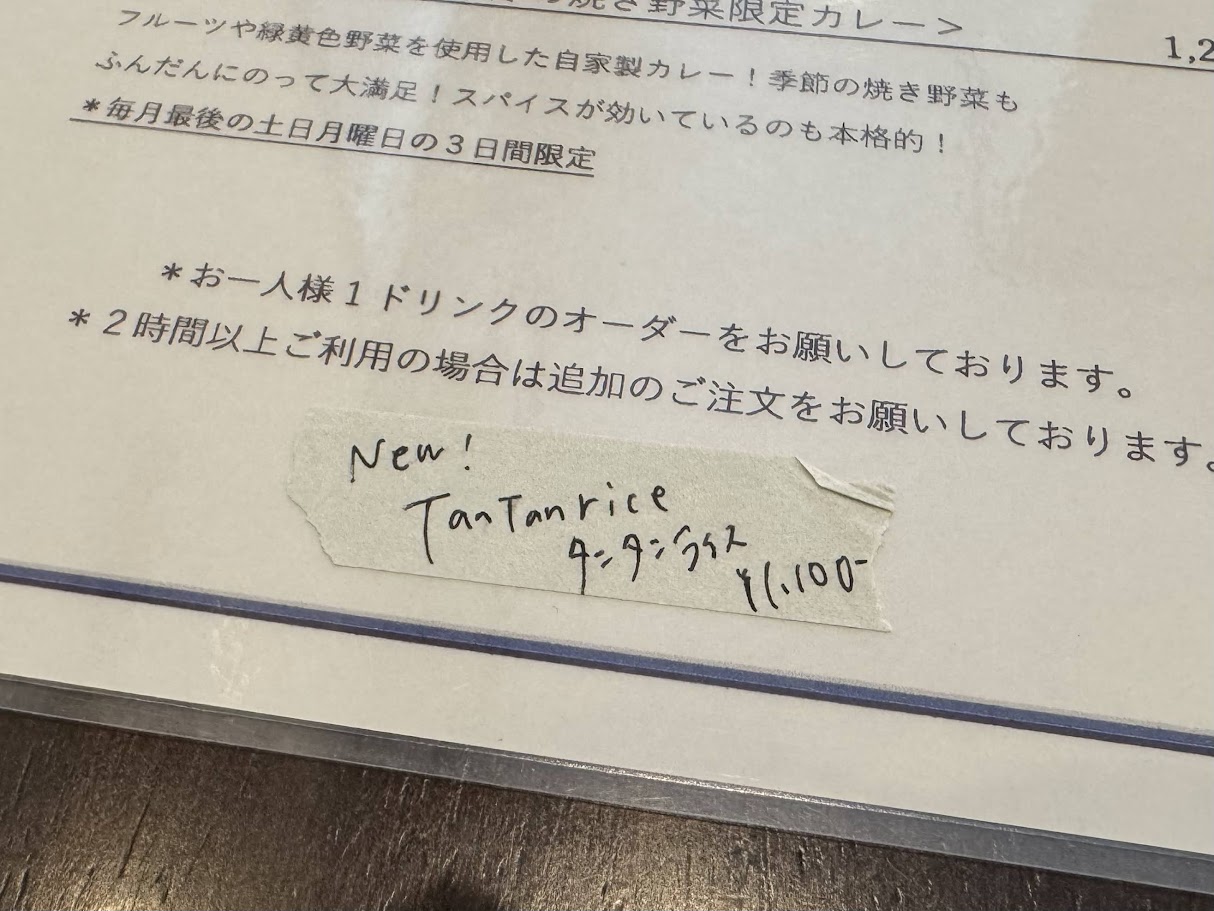 焼き野菜限定カレー＞
1,2
フルーツや緑黄色野菜を使用した自家製カレー！季節の焼き野菜も
ふんだんにのって大満足！スパイスが効いているのも本格的！
＊毎月最後の土日月曜日の3日間限定
＊お一人様1ドリンクのオーダーをお願いしております。
＊2時間以上ご利用の場合は追加のご注文をお願いしております。
New!
TanTanrice
タンタンライス
¥1,100-